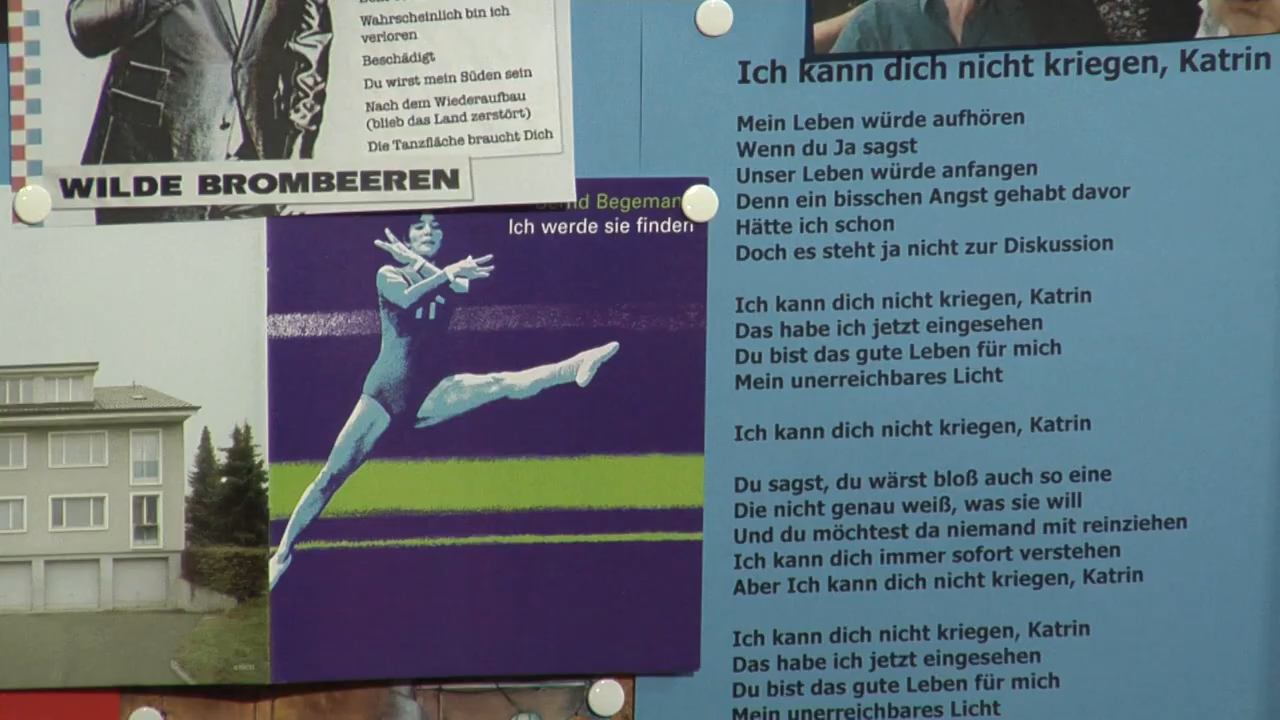 Wahrscheinlich bin ich
verloren
Beschädigt
Du wirst mein Süden sein
Nach dem Wiederaufbau
(blieb das Land zerstört)
Die Tanzfläche braucht Dich
WILDE BROMBEEREN
Begeman
Ich werde sie finden
Ich kann dich nicht kriegen, Katrin
Mein Leben würde aufhören
Wenn du Ja sagst
Unser Leben würde anfangen
Denn ein bisschen Angst gehabt davor
Hätte ich schon
Doch es steht ja nicht zur Diskussion
Ich kann dich nicht kriegen, Katrin
Das habe ich jetzt eingesehen
Du bist das gute Leben für mich
Mein unerreichbares Licht
Ich kann dich nicht kriegen, Katrin
Du sagst, du wärst bloß auch so eine
Die nicht genau weiß, was sie will
Und du möchtest da niemand mit reinziehen
Ich kann dich immer sofort verstehen
Aber Ich kann dich nicht kriegen, Katrin
Ich kann dich nicht kriegen, Katrin
Das habe ich jetzt eingesehen
Du bist das gute Leben für mich
Mein unerreichbares Licht